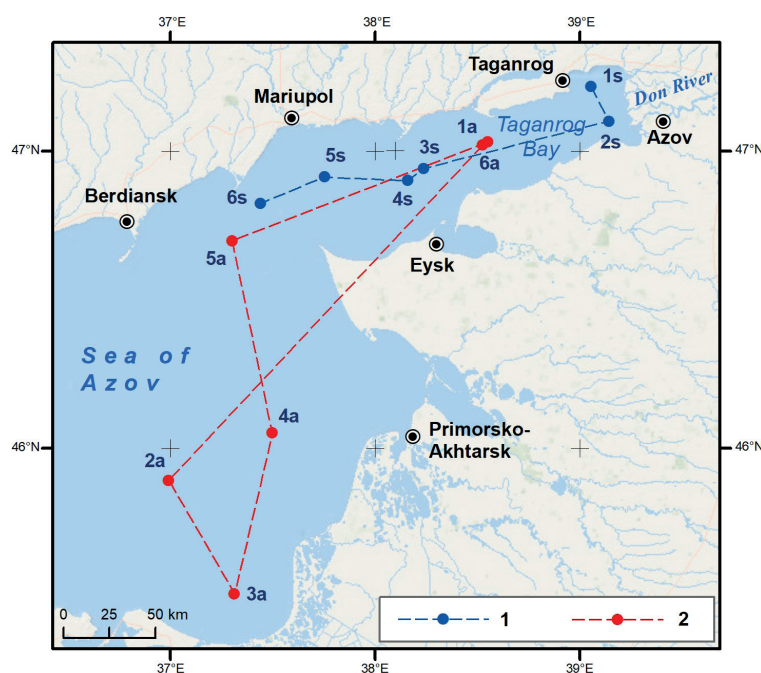 37°E
38°E
39°E
Taganrog
1s
Don River
Mariupol
1a
Taganrog
Bay
Azov
47°N
47°N
5s
3s
2s
6a
Berdiansk
6s
4s
5a
Eysk
Sea of
Azov
4a
Primorsko-
Akhtarsk
46°N
46°N
2a
3a
0 25 50 km
1
2
37°E
38°E
39°E